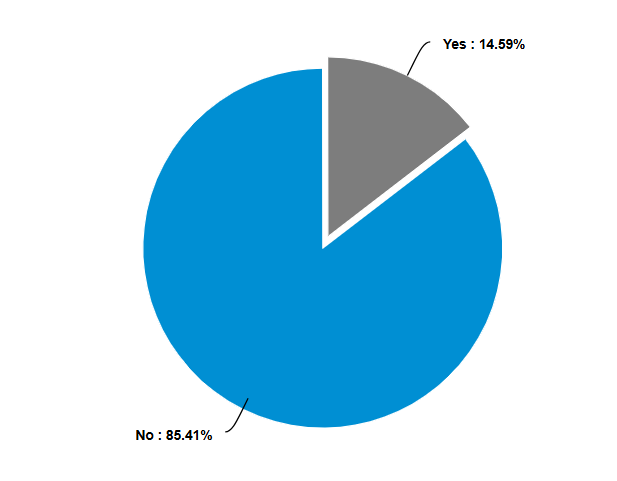 Yes : 14.59%
No : 85.41%